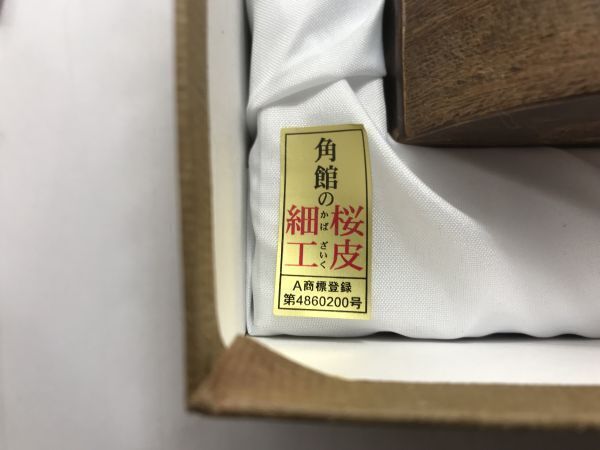 角館の
桜皮
かば ざいく
細工
A商標登録
第4860200号